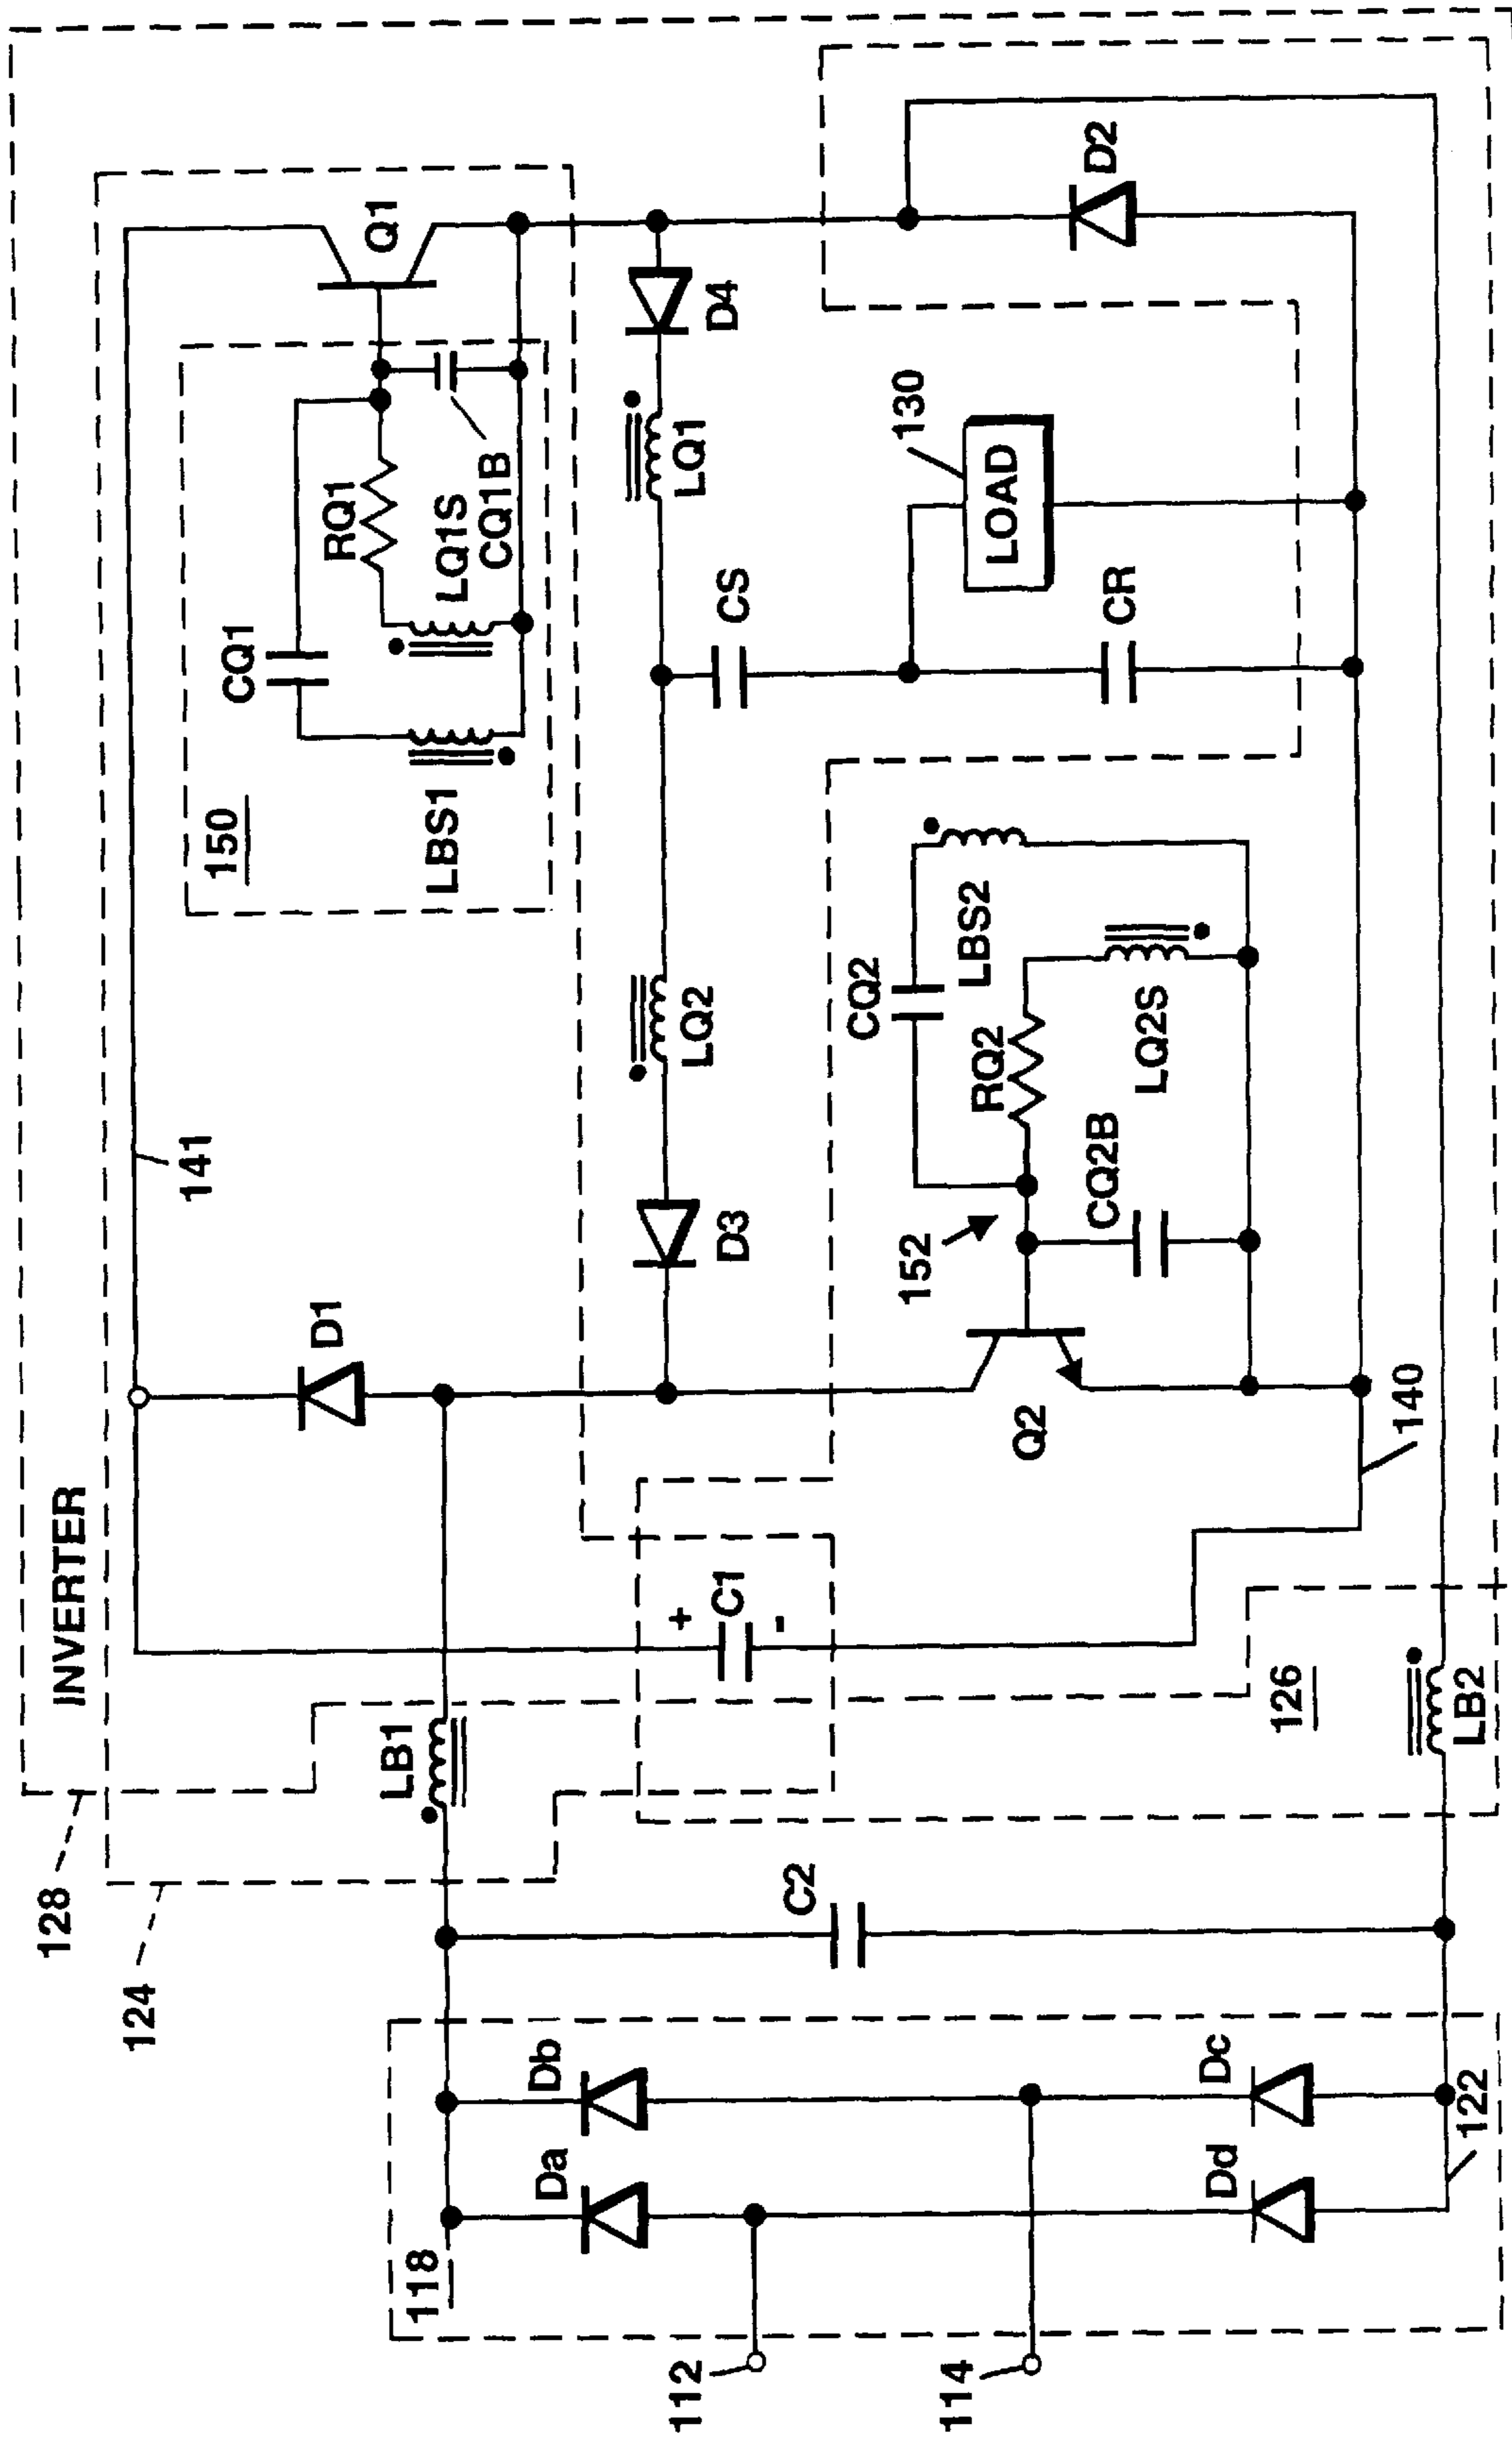 INVERTER
128
124
141
150
LBS1
CQ1
RQ1
LQ1S
CQ1B
Q1
D1
LB1
D3
LQ2
LQ1
D4
C2
+
C1
-
CS
CR
130
LOAD
D2
152
Q2
CQ2
LBS2
RQ2
LQ2S
CQ2B
140
126
LB2
118
Da
Db
Dd
Dc
122
112
114